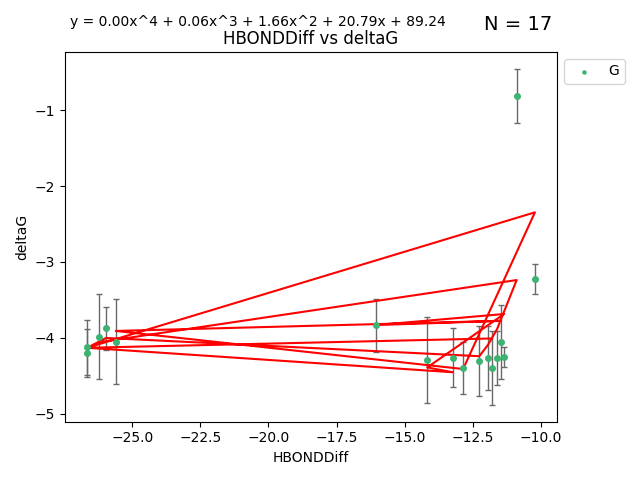 y = 0.00x^4 + 0.06x^3 + 1.66x^2 + 20.79x + 89.24
N = 17
HBONDDiff vs deltaG
G
−1
−2
−3
−4
−5
deltaG
−25.0 −22.5 −20.0 −17.5 −15.0 −12.5 −10.0
HBONDDiff